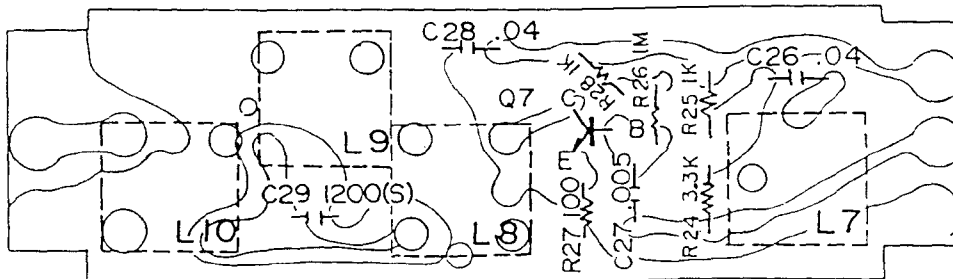 C28 .04
1M
C26 .04
1K
R28
R26
R25 1K
Q7
C
B
E
L9
C29 1200(S)
L10
L8
R27 100
C27 .005
R24 3.3K
L7